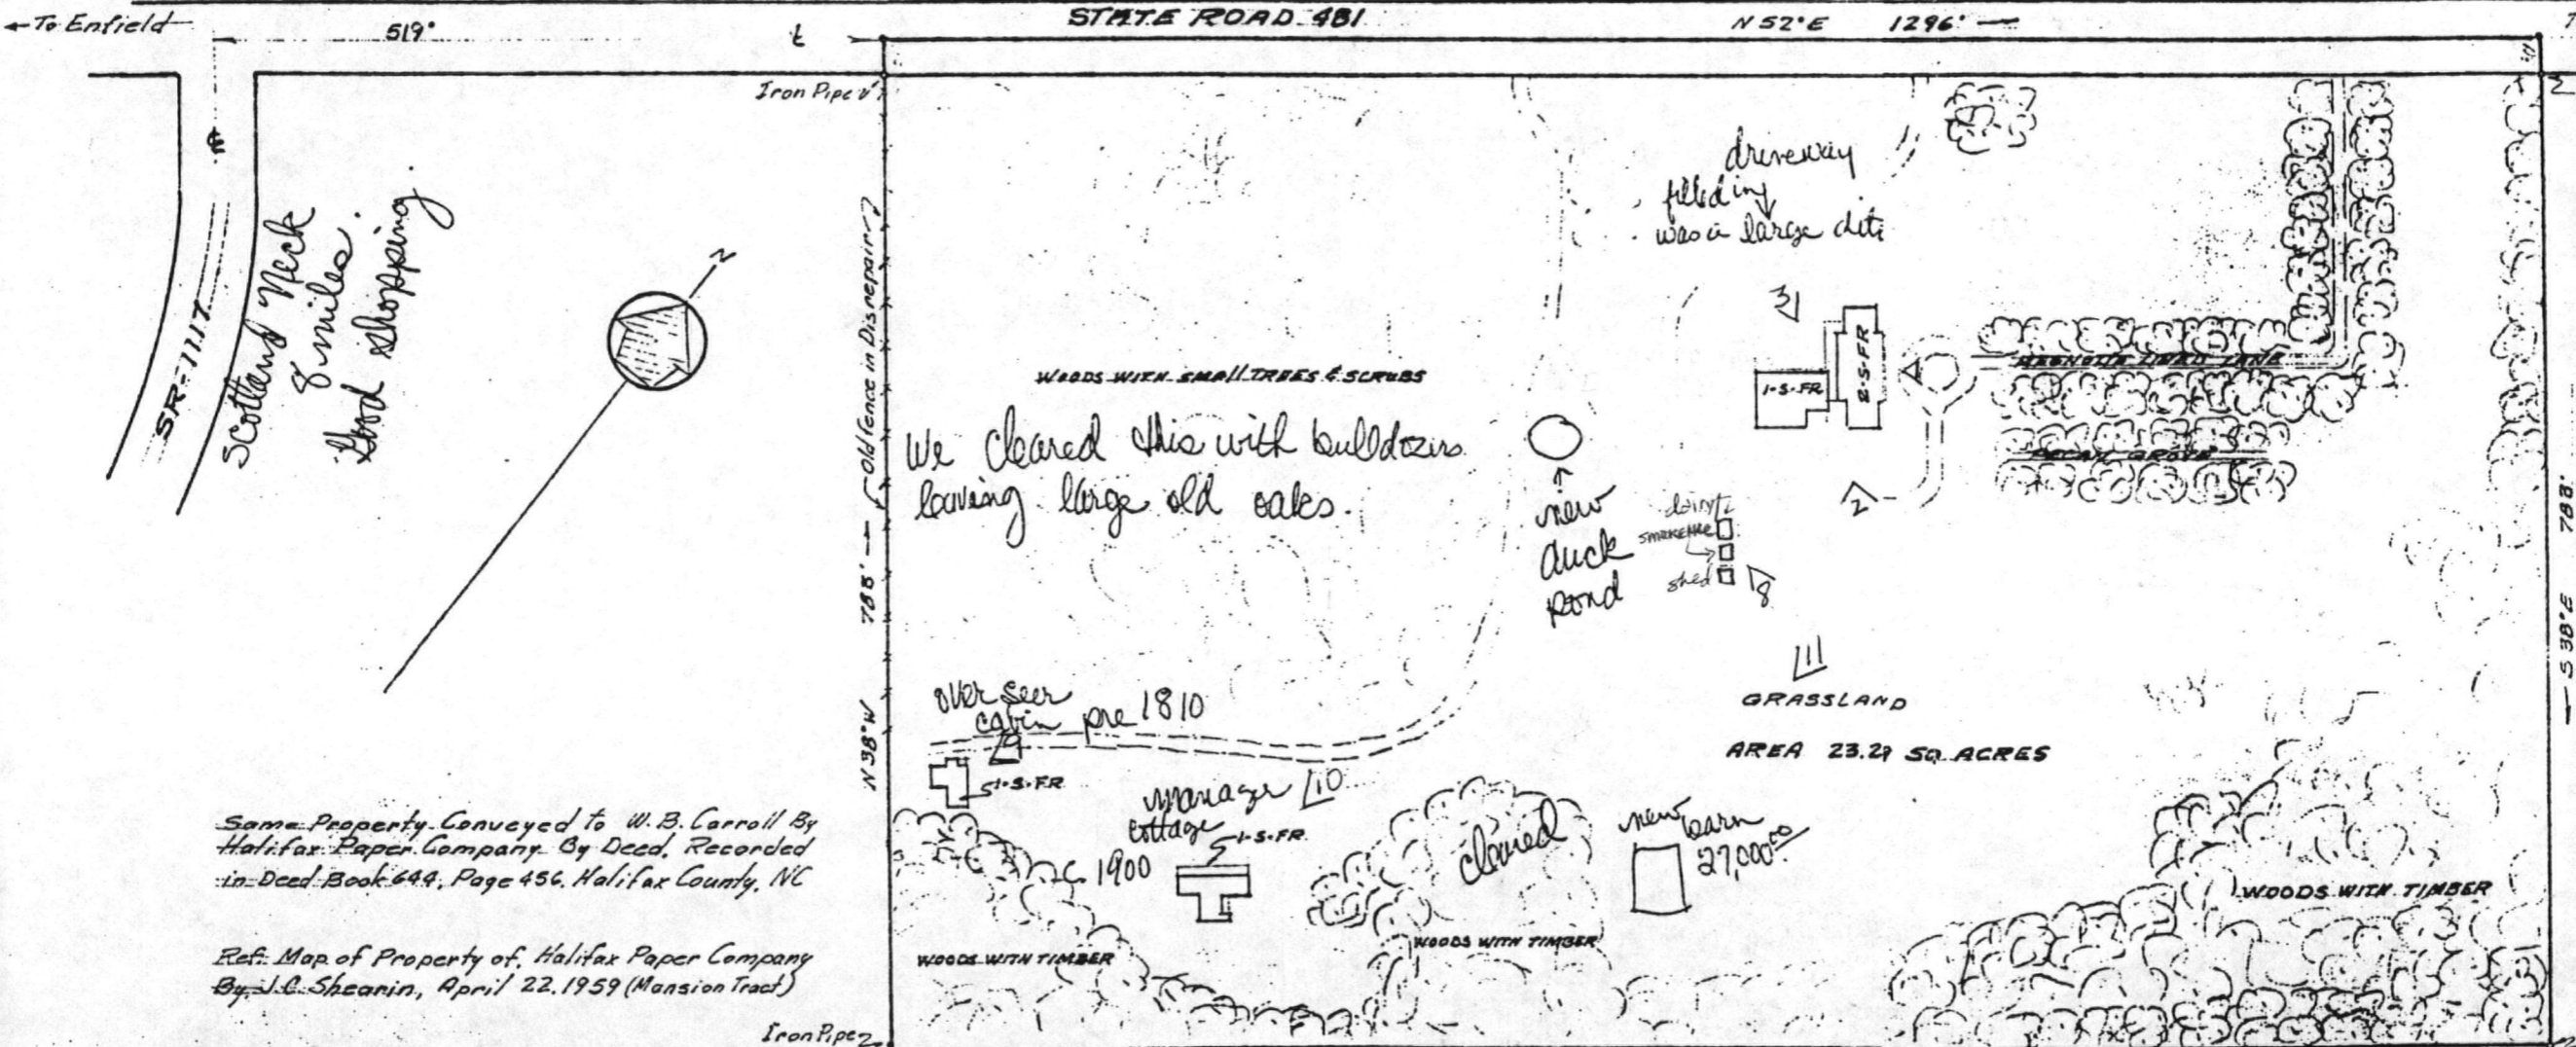 ←To Enfield
519'
STATE ROAD 481
N 52°E 1296'
Iron Pipe
SR-1117
Scotland Neck
8 miles.
Good shopping.
N
Old fence in Disrepair
788'
N 38°W
driveway
filled in
was a large
WOODS WITH SMALL TREES & SCRUBS
We cleared this with bulldozers
leaving large old oaks.
new
duck
pond
dairy
smokehse
shed
3
1-S-FR
2-S-FR
MAGNOLIA LINED LANE
PECAN GROVE
2
8
11
GRASSLAND
AREA 23.29 SQ. ACRES
S 38°E 788'
over seer
cabin pre 1810
9
1-S-FR
manager
cottage
1-S-FR.
1900
10
cleared
new barn
27,000.00
WOODS WITH TIMBER
WOODS WITH TIMBER
WOODS WITH TIMBER
Same Property Conveyed to W.B. Carroll By
Halifax Paper Company By Deed, Recorded
in Deed Book 644, Page 456. Halifax County, NC
Ref: Map of Property of, Halifax Paper Company
By J.C. Shearin, April 22.1959 (Mansion Tract)
Iron Pipe